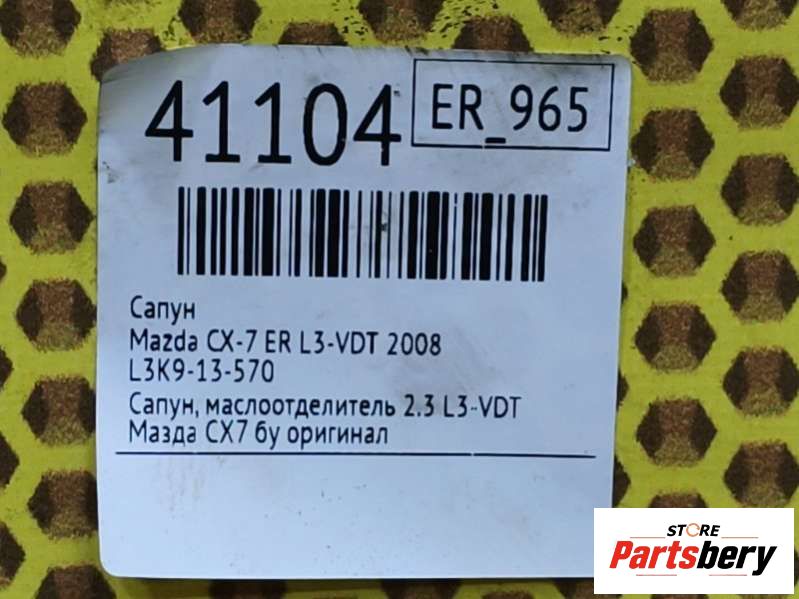 41104
ER_965
Сапун
Mazda CX-7 ER L3-VDT 2008
L3K9-13-570
Сапун, маслоотделитель 2.3 L3-VDT
Мазда CX7 бу оригинал
STORE
Partsbery